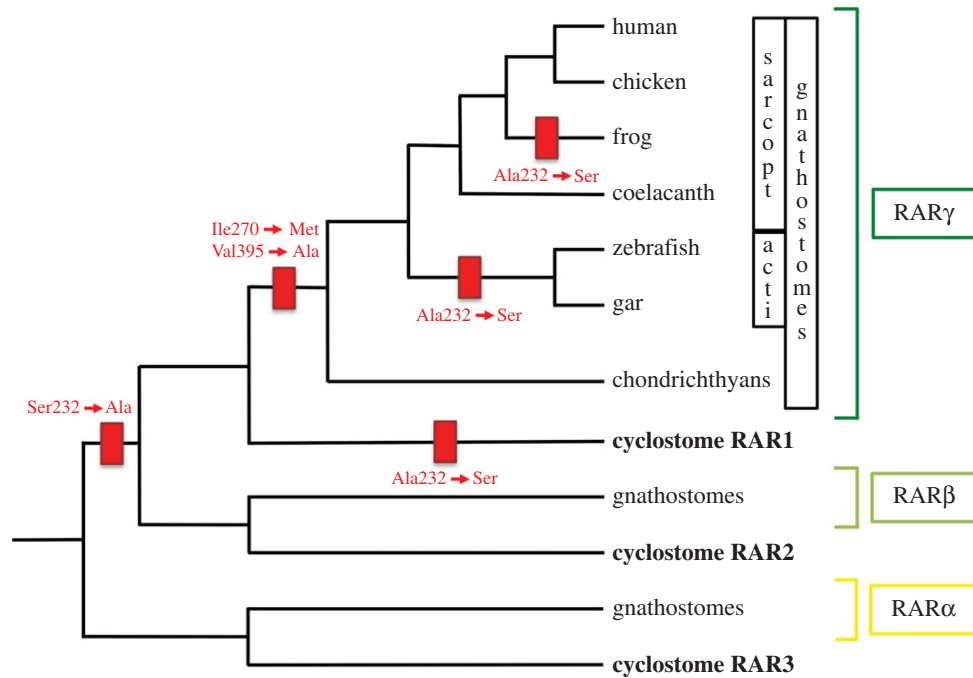 human
chicken
frog
Ala232 → Ser
coelacanth
Ile270 → Met
Val395 → Ala
zebrafish
gar
Ala232 → Ser
chondrichthyans
Ser232 → Ala
cyclostome RAR1
Ala232 → Ser
gnathostomes
cyclostome RAR2
gnathostomes
cyclostome RAR3
sarcopt
acti
gnathostomes
RARγ
RARβ
RARα